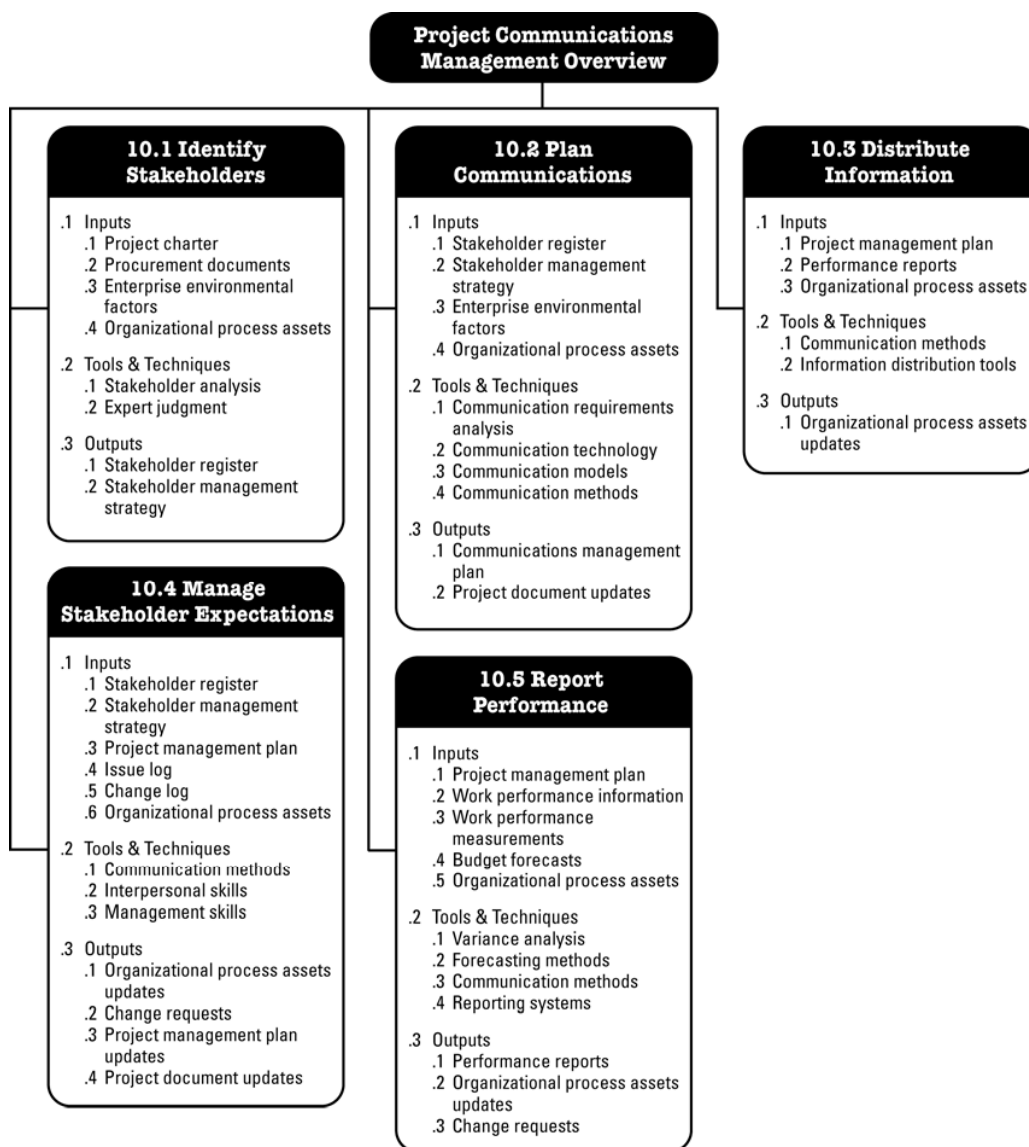 Project Communications
Management Overview
10.1 Identify
Stakeholders
.1 Inputs
.1 Project charter
.2 Procurement documents
.3 Enterprise environmental
factors
.4 Organizational process assets
.2 Tools & Techniques
.1 Stakeholder analysis
.2 Expert judgment
.3 Outputs
.1 Stakeholder register
.2 Stakeholder management
strategy
10.2 Plan
Communications
.1 Inputs
.1 Stakeholder register
.2 Stakeholder management
strategy
.3 Enterprise environmental
factors
.4 Organizational process assets
.2 Tools & Techniques
.1 Communication requirements
analysis
.2 Communication technology
.3 Communication models
.4 Communication methods
.3 Outputs
.1 Communications management
plan
.2 Project document updates
10.3 Distribute
Information
.1 Inputs
.1 Project management plan
.2 Performance reports
.3 Organizational process assets
.2 Tools & Techniques
.1 Communication methods
.2 Information distribution tools
.3 Outputs
.1 Organizational process assets
updates
10.4 Manage
Stakeholder Expectations
.1 Inputs
.1 Stakeholder register
.2 Stakeholder management
strategy
.3 Project management plan
.4 Issue log
.5 Change log
.6 Organizational process assets
.2 Tools & Techniques
.1 Communication methods
.2 Interpersonal skills
.3 Management skills
.3 Outputs
.1 Organizational process assets
updates
.2 Change requests
.3 Project management plan
updates
.4 Project document updates
10.5 Report
Performance
.1 Inputs
.1 Project management plan
.2 Work performance information
.3 Work performance
measurements
.4 Budget forecasts
.5 Organizational process assets
.2 Tools & Techniques
.1 Variance analysis
.2 Forecasting methods
.3 Communication methods
.4 Reporting systems
.3 Outputs
.1 Performance reports
.2 Organizational process assets
updates
.3 Change requests